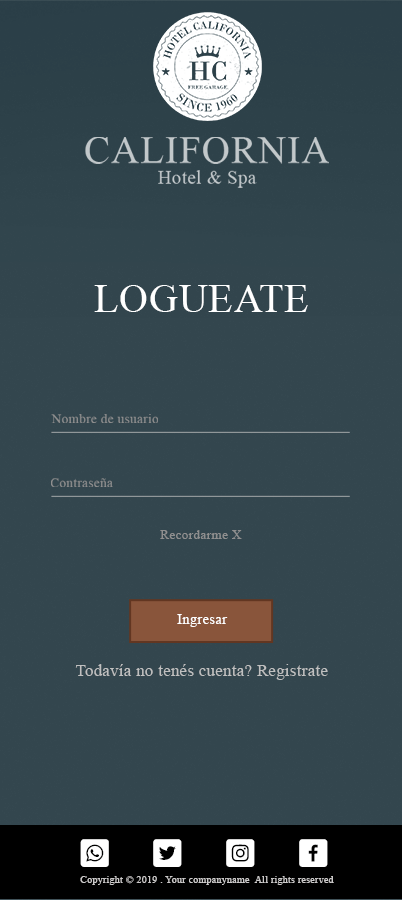 HOTEL CALIFORNIA
HC
FREE GARAGE
SINCE 1960
CALIFORNIA
Hotel & Spa
LOGUEATE
Nombre de usuario
Contraseña
Recordarme X
Ingresar
Todavía no tenés cuenta? Registrate
Copyright © 2019 . Your companyname  All rights reserved